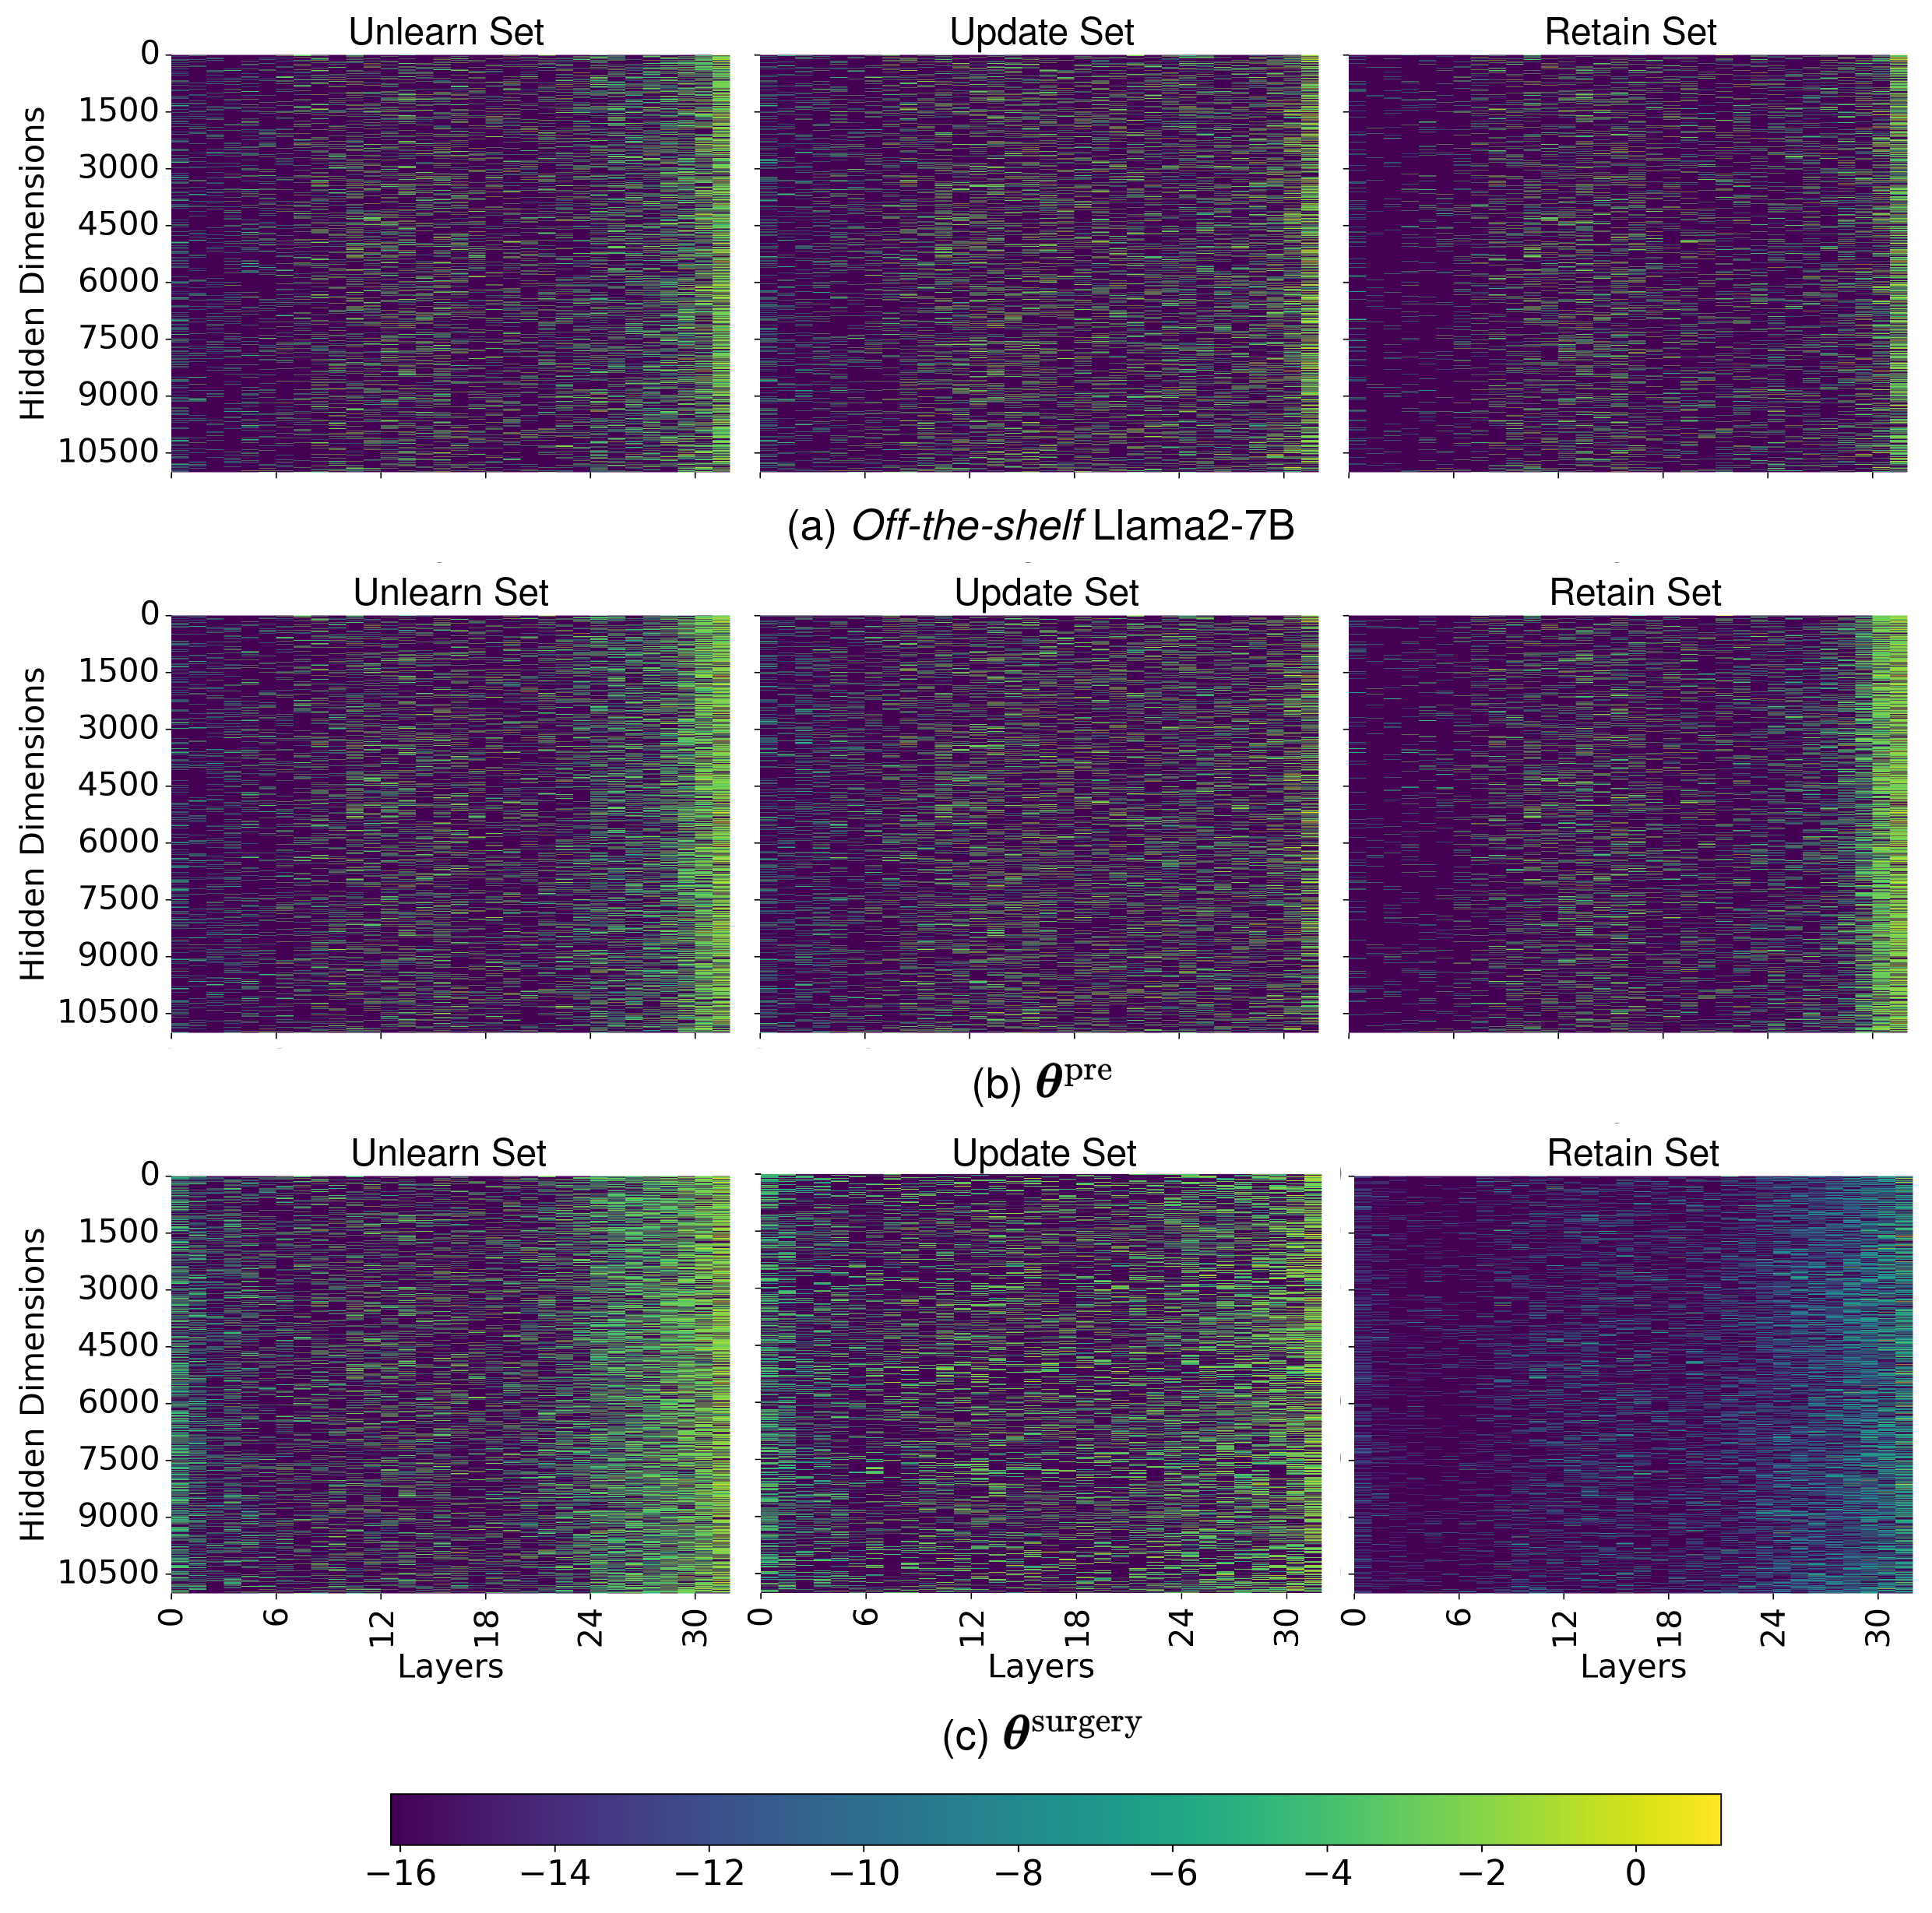 Unlearn Set Update Set Retain Set
Hidden Dimensions
0
1500
3000
4500
6000
7500
9000
10500
(a) Off-the-shelf Llama2-7B
Unlearn Set Update Set Retain Set
Hidden Dimensions
0
1500
3000
4500
6000
7500
9000
10500
(b) θ^pre
Unlearn Set Update Set Retain Set
Hidden Dimensions
0
1500
3000
4500
6000
7500
9000
10500
0 6 12 18 24 30 0 6 12 18 24 30 0 6 12 18 24 30
Layers Layers Layers
(c) θ^surgery
−16 −14 −12 −10 −8 −6 −4 −2 0